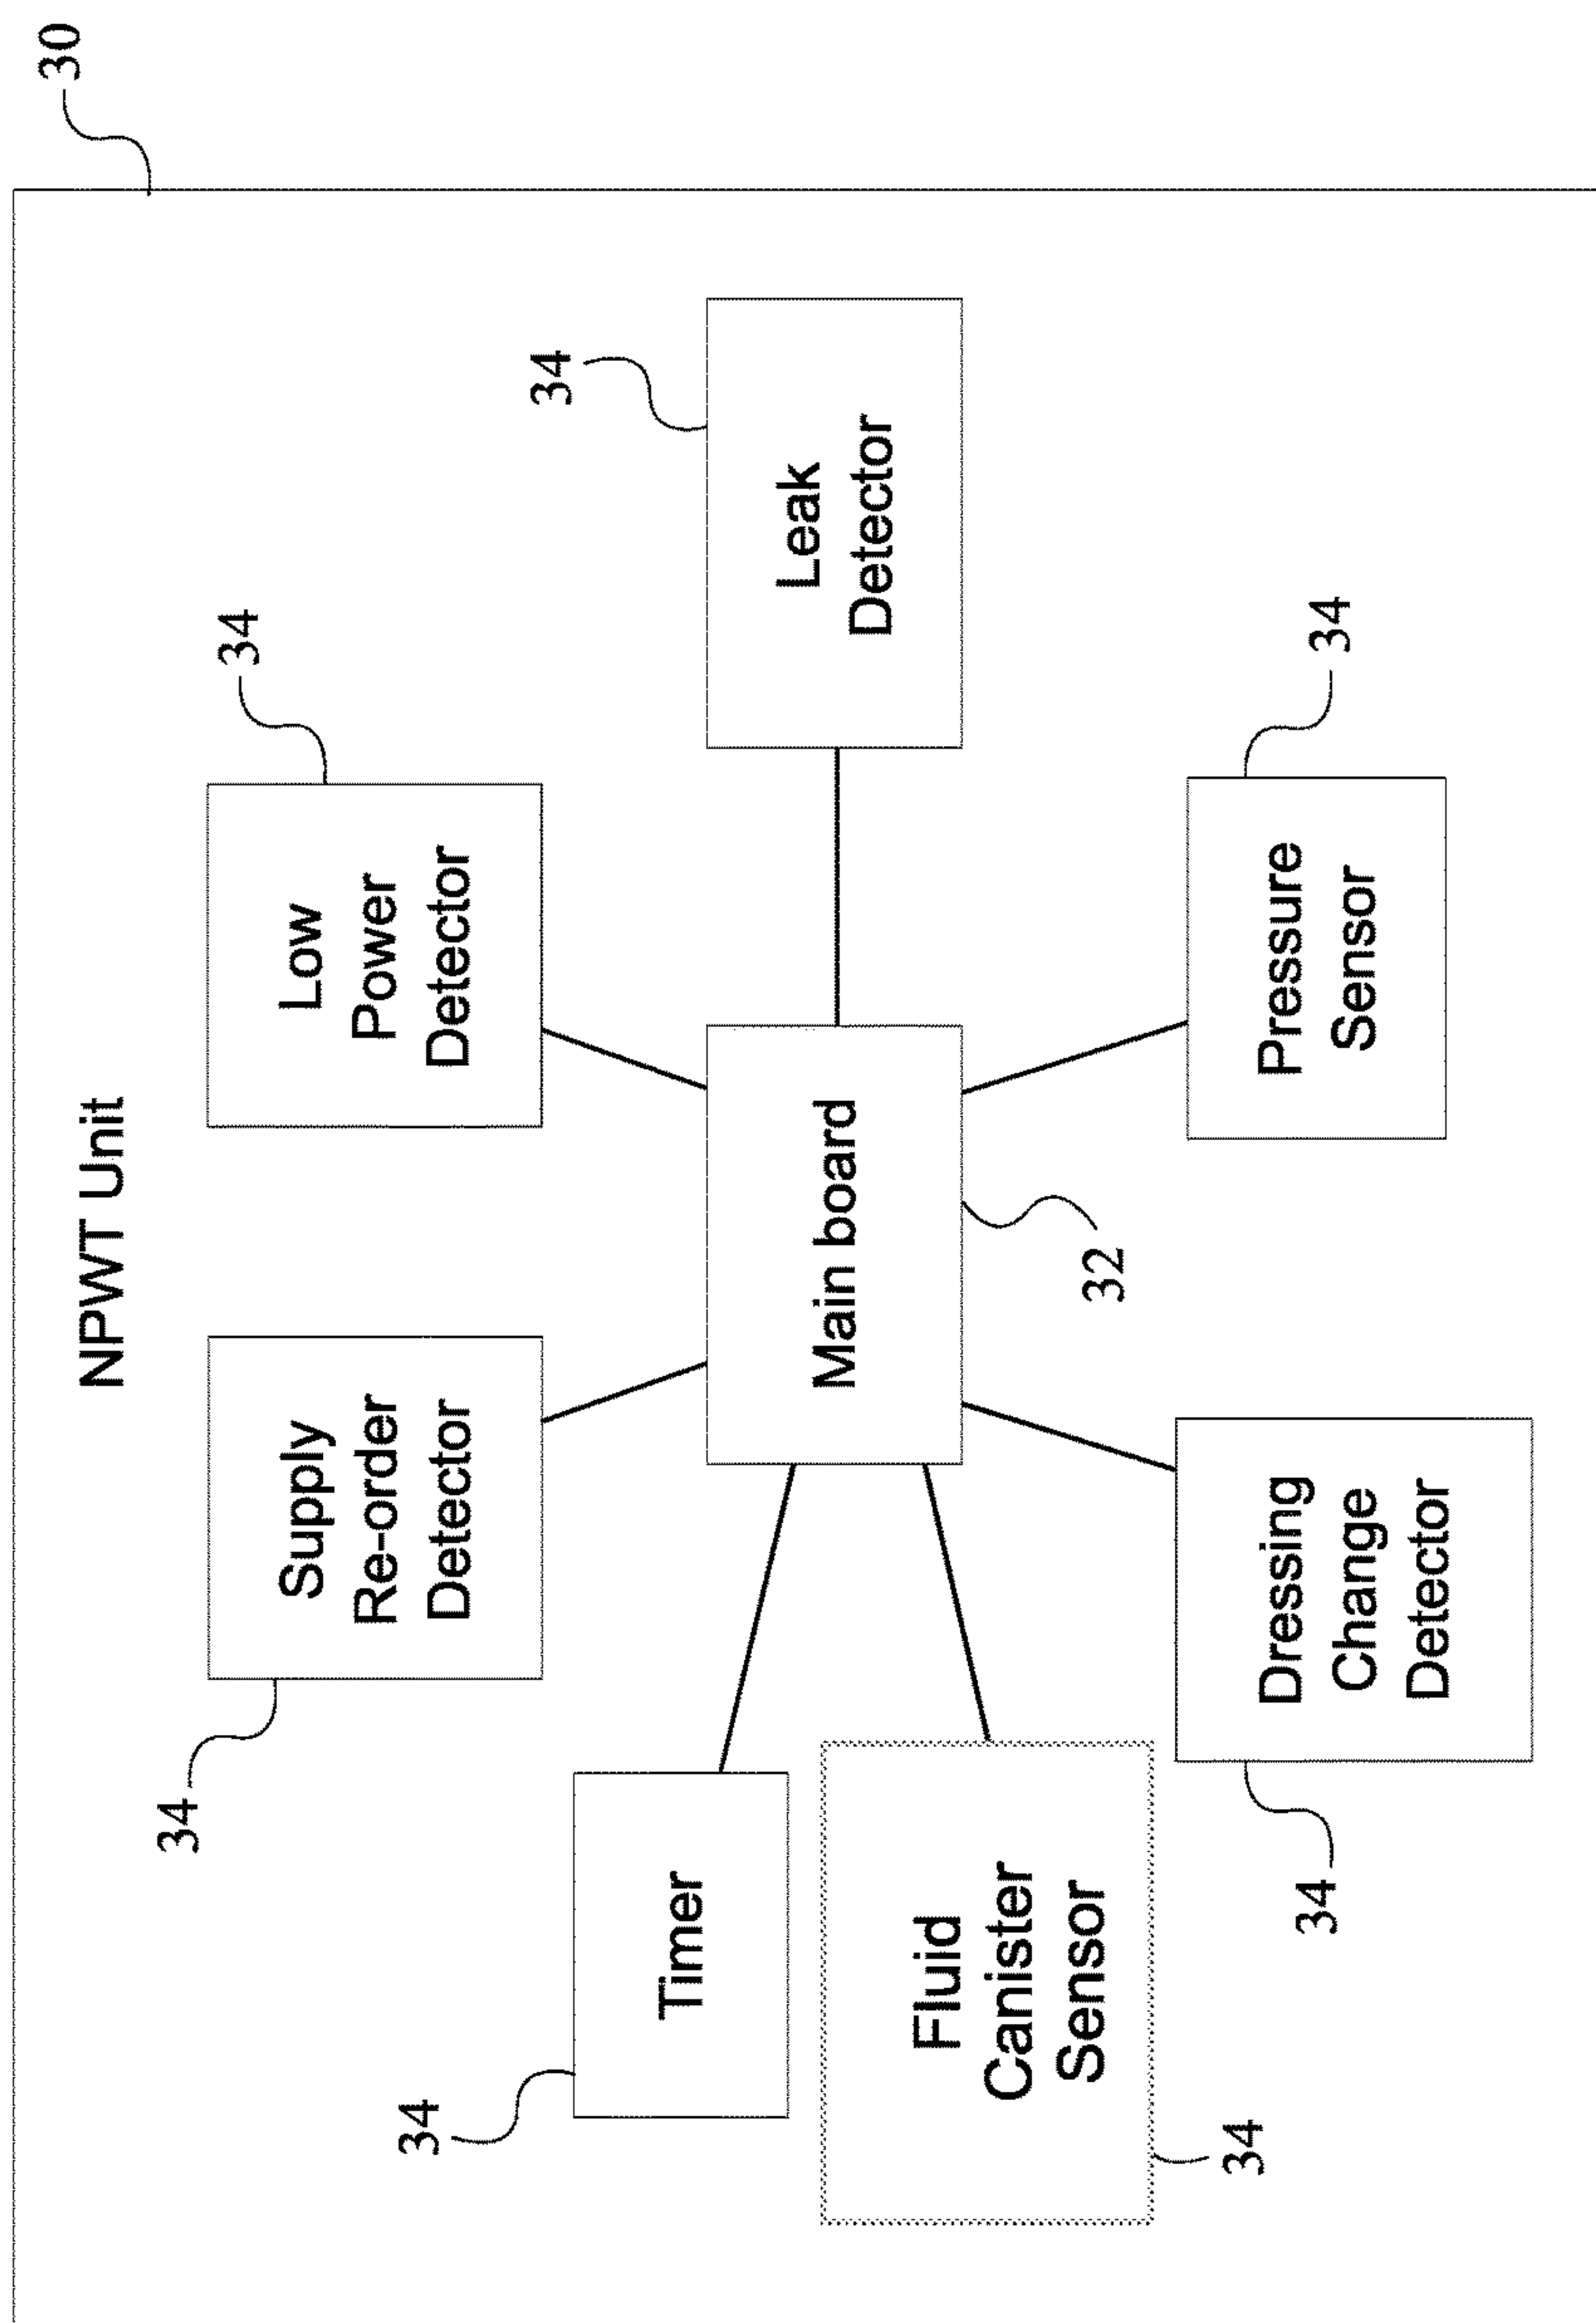 30
NPWT Unit
34
Supply
Re-order
Detector
Low
Power
Detector
34
34
Timer
Main board
Leak
Detector
34
Fluid
Canister
Sensor
32
34
Dressing
Change
Detector
Pressure
Sensor
34
34